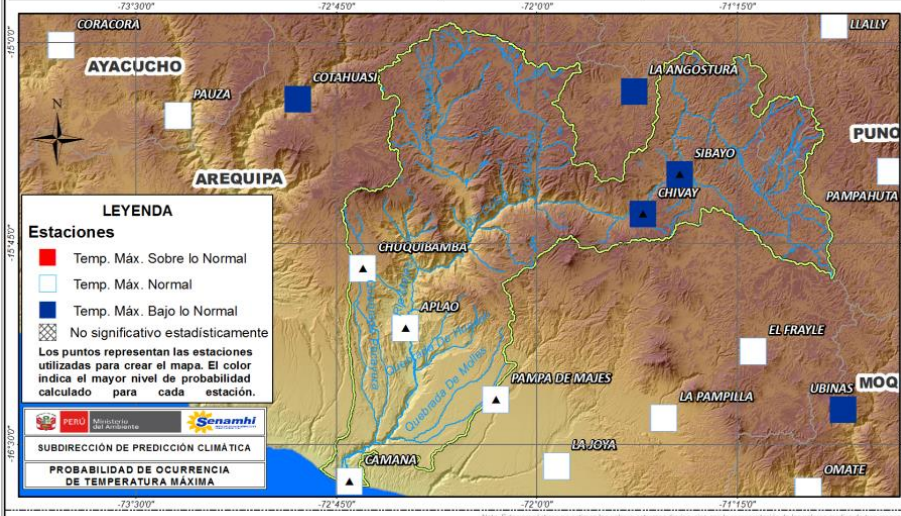 -73°30'0" -72°45'0" -72°0'0" -71°15'0"
-15°0'0"
CORACORA
LLALLY
AYACUCHO
COTAHUASI
LA ANGOSTURA
PAUZA
N
PUNO
SIBAYO
AREQUIPA
CHIVAY
PAMPAHUTA
LEYENDA
Estaciones
Temp. Máx. Sobre lo Normal
Temp. Máx. Normal
Temp. Máx. Bajo lo Normal
No significativo estadísticamente
Los puntos representan las estaciones
utilizadas para crear el mapa. El color
indica el mayor nivel de probabilidad
calculado para cada estación.
PERÚ Ministerio del Ambiente Senamhi
SUBDIRECCIÓN DE PREDICCIÓN CLIMÁTICA
PROBABILIDAD DE OCURRENCIA
DE TEMPERATURA MÁXIMA
-15°45'0"
CHUQUIBAMBA
APLAO
Quebrada De Molles
EL FRAYLE
PAMPA DE MAJES
LA PAMPILLA
UBINAS
MOQ
-16°30'0"
LA JOYA
CAMANA
OMATE
-73°30'0" -72°45'0" -72°0'0" -71°15'0"